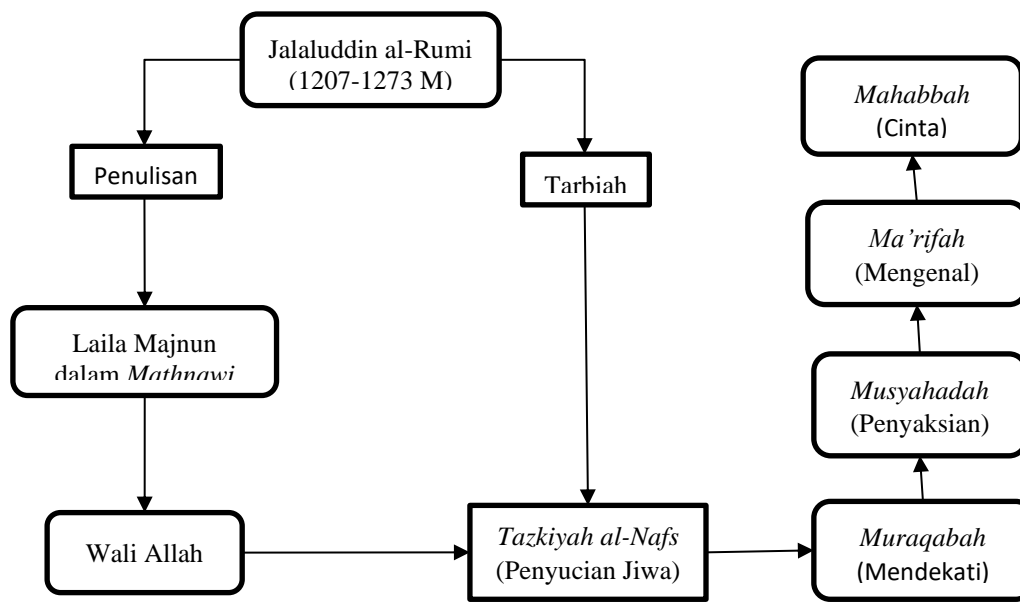 Jalaluddin al-Rumi
(1207-1273 M)
Penulisan
Tarbiah
Laila Majnun
dalam Mathnawi
Wali Allah
Tazkiyah al-Nafs
(Penyucian Jiwa)
Mahabbah
(Cinta)
Ma’rifah
(Mengenal)
Musyahadah
(Penyaksian)
Muraqabah
(Mendekati)